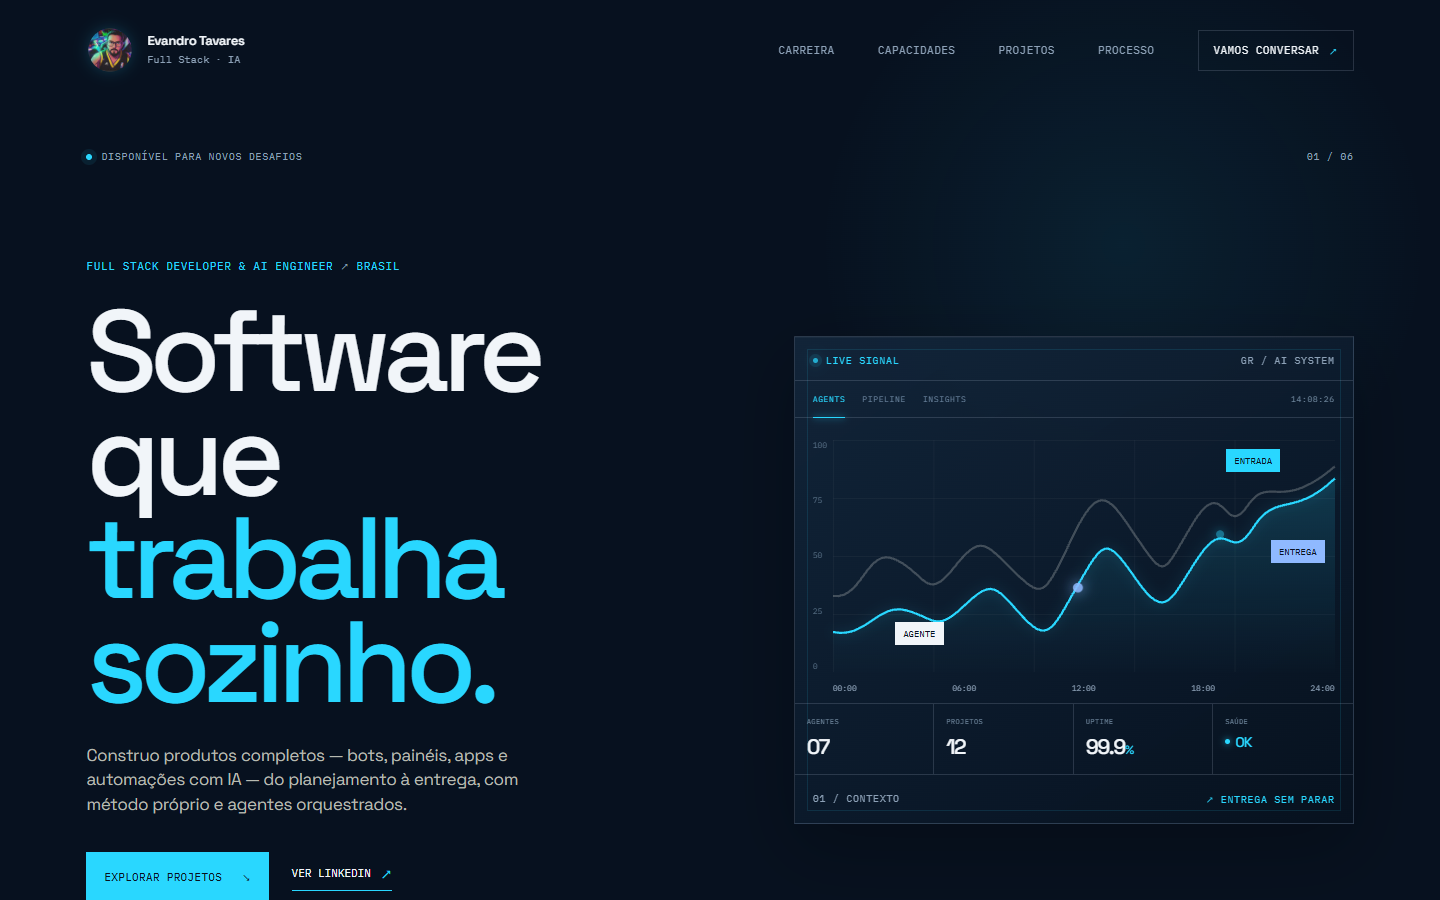 Evandro Tavares
Full Stack · IA
CARREIRA
CAPACIDADES
PROJETOS
PROCESSO
VAMOS CONVERSAR ↗
DISPONÍVEL PARA NOVOS DESAFIOS
01 / 06
FULL STACK DEVELOPER & AI ENGINEER ↗ BRASIL
Software
que
trabalha
sozinho.
Construo produtos completos — bots, painéis, apps e
automações com IA — do planejamento à entrega, com
método próprio e agentes orquestrados.
EXPLORAR PROJETOS ↘
VER LINKEDIN ↗
LIVE SIGNAL
GR / AI SYSTEM
AGENTS
PIPELINE
INSIGHTS
14:08:26
100
75
50
25
0
ENTRADA
ENTREGA
AGENTE
00:00
06:00
12:00
18:00
24:00
AGENTES
07
PROJETOS
12
UPTIME
99.9%
SAÚDE
OK
01 / CONTEXTO
↗ ENTREGA SEM PARAR